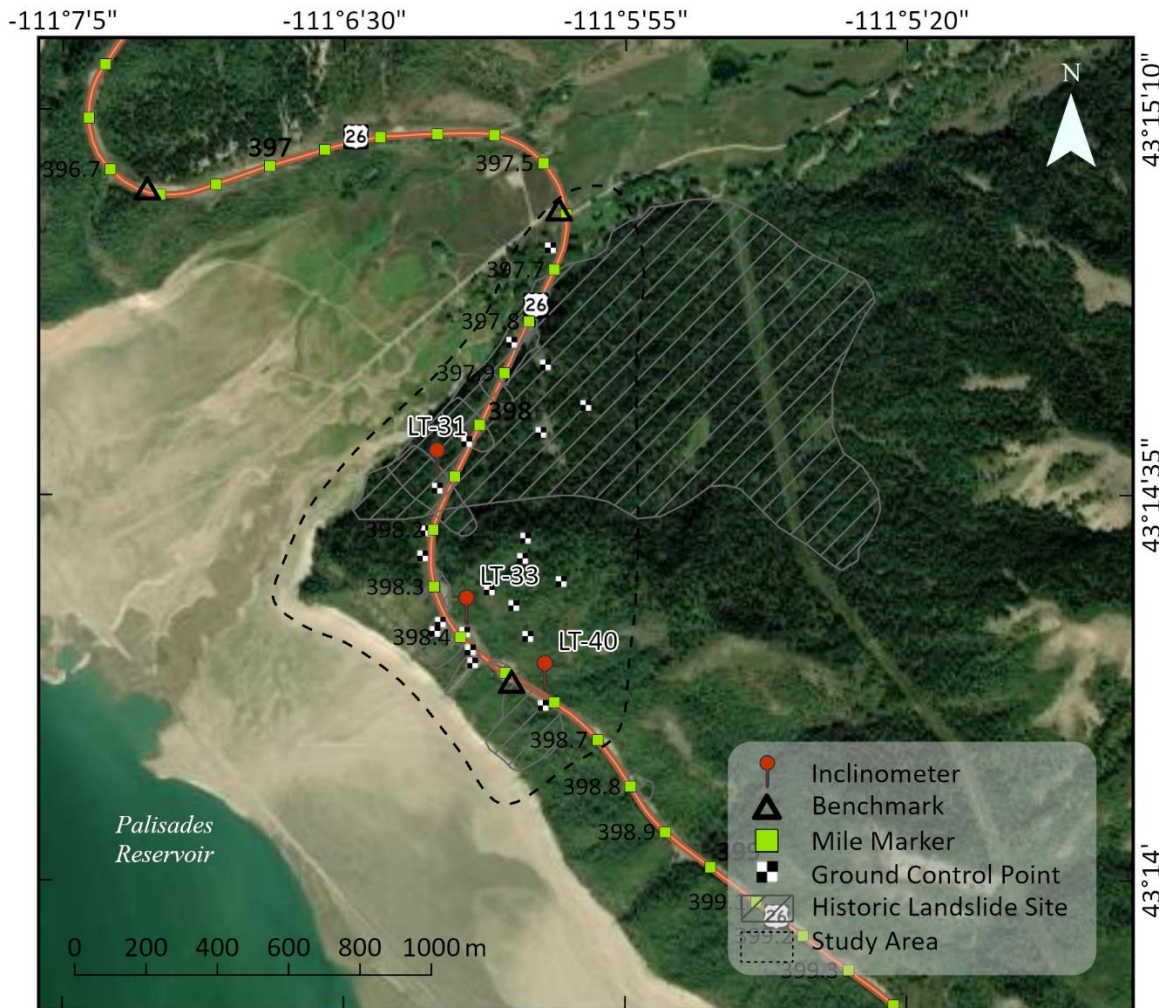 -111°7'5"
-111°6'30"
-111°5'55"
-111°5'20"
43°15'10"
N
26
397
396.7
397.5
397.7
26
397.8
397.9
398
LT-31
43°14'35"
398.2
398.3
LT-33
398.4
LT-40
398.7
398.8
398.9
399.2
399.3
26
43°14'
Palisades
Reservoir
0 200 400 600 800 1000 m
Inclinometer
Benchmark
Mile Marker
Ground Control Point
Historic Landslide Site
Study Area